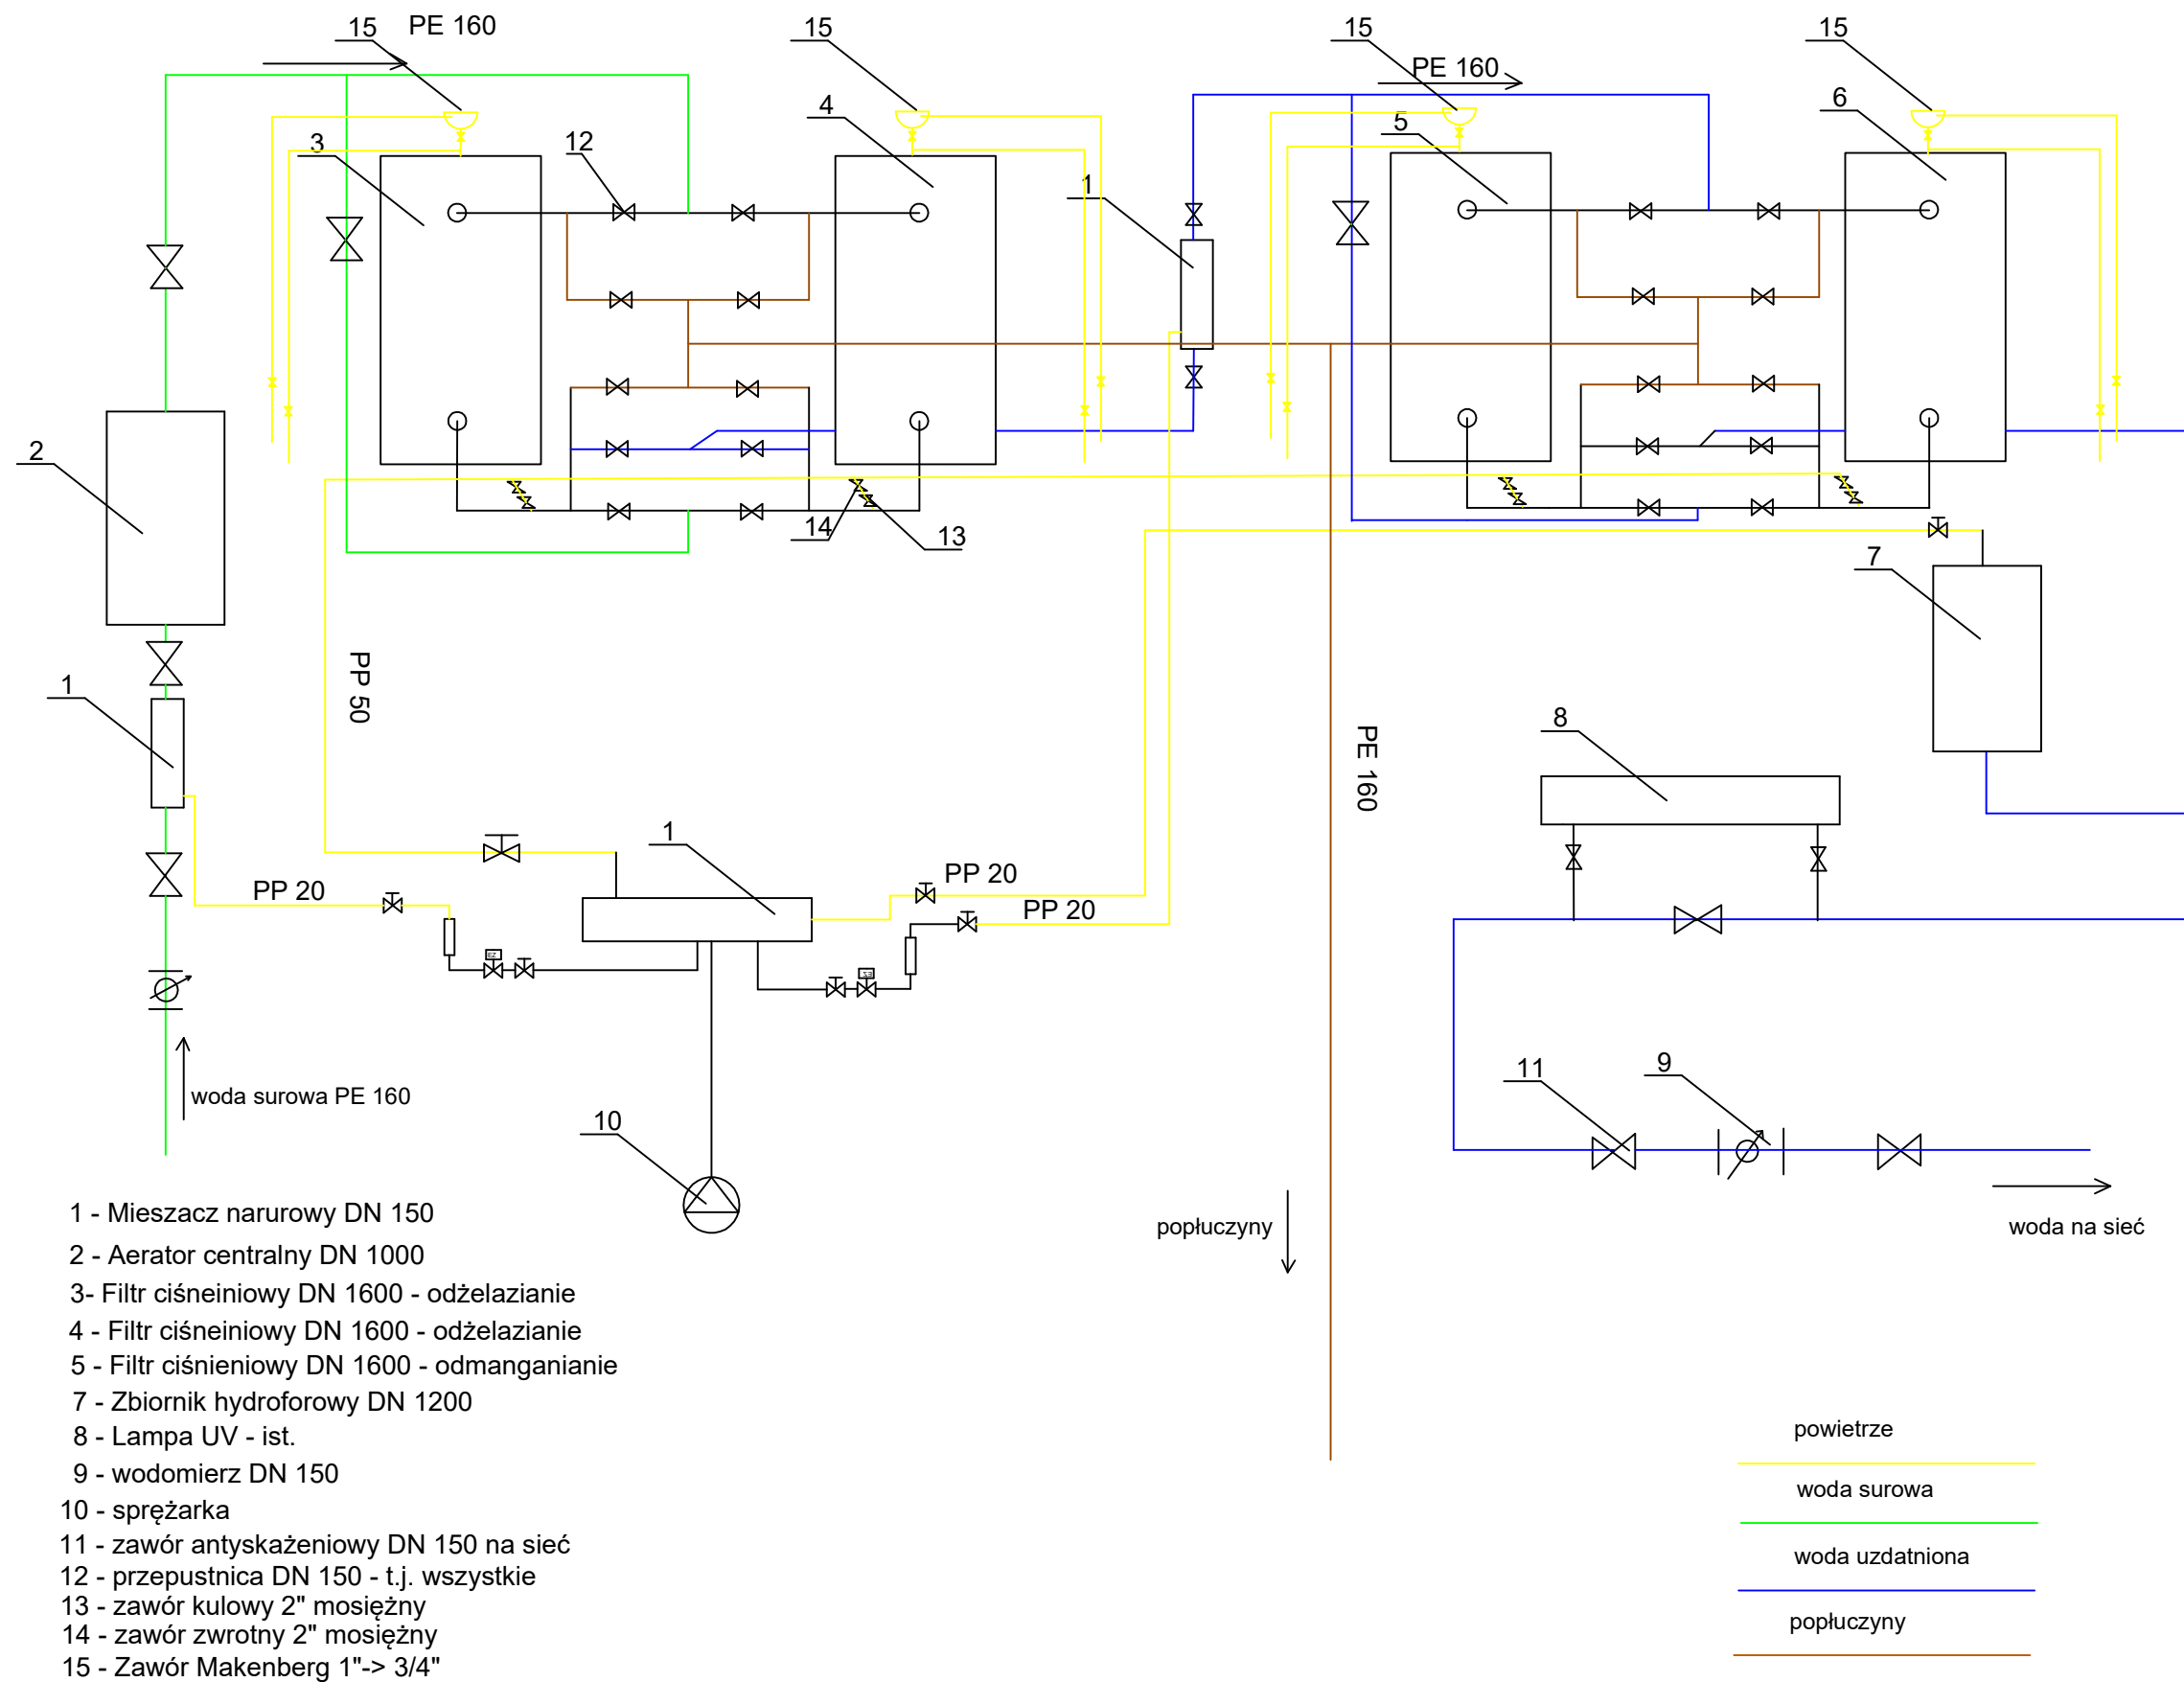 15
PE 160
15
15
15
PE 160
4
6
3
12
5
1
2
14
13
7
1
PP 50
8
PE 160
1
PP 20
PP 20
PP 20
11
9
woda surowa PE 160
10
1 - Mieszacz narurowy DN 150
popłuczyny
woda na sieć
2 - Aerator centralny DN 1000
3- Filtr ciśneiniowy DN 1600 - odżelazianie
4 - Filtr ciśneiniowy DN 1600 - odżelazianie
5 - Filtr ciśnieniowy DN 1600 - odmanganianie
7 - Zbiornik hydroforowy DN 1200
8 - Lampa UV - ist.
9 - wodomierz DN 150
10 - sprężarka
11 - zawór antyskażeniowy DN 150 na sieć
12 - przepustnica DN 150 - t.j. wszystkie
13 - zawór kulowy 2" mosiężny
14 - zawór zwrotny 2" mosiężny
15 - Zawór Makenberg 1"-> 3/4"
powietrze
woda surowa
woda uzdatniona
popłuczyny